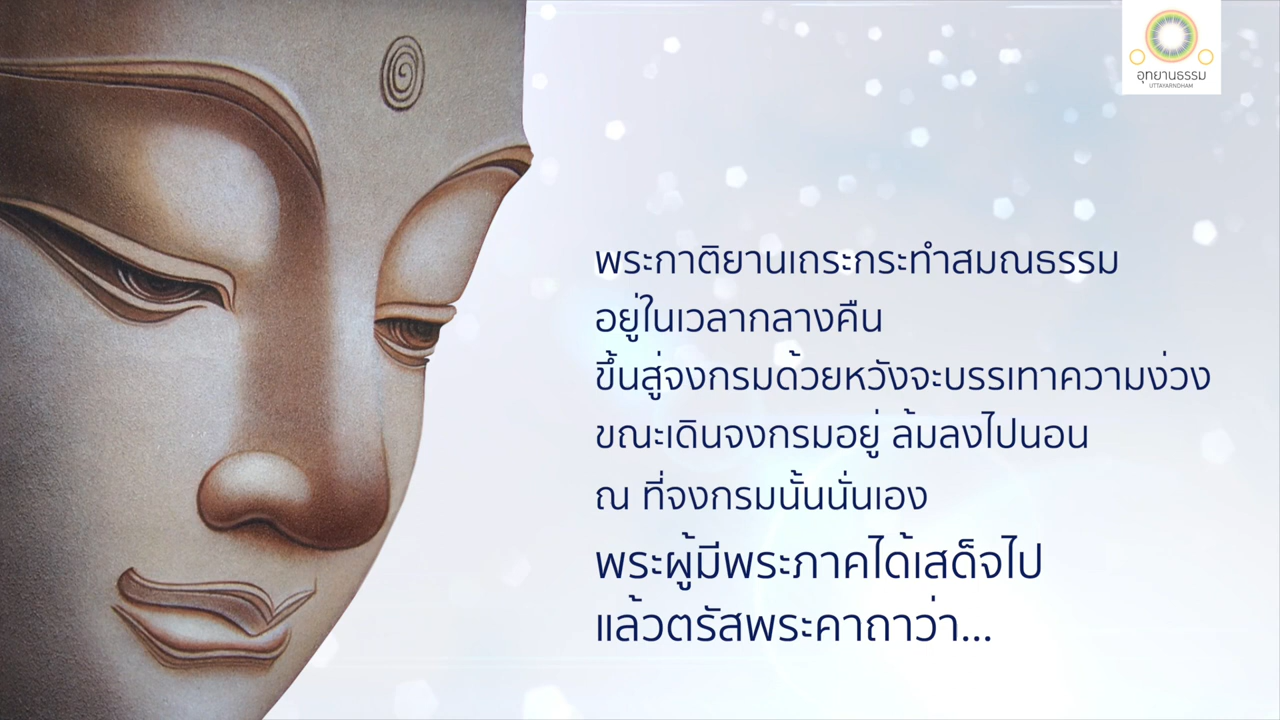 อุทยานธรรม
UTTAYARNDHAM
พระกาติยานเถระกระทำสมณธรรม
อยู่ในเวลากลางคืน
ขึ้นสู่จงกรมด้วยหวังจะบรรเทาความง่วง
ขณะเดินจงกรมอยู่ ล้มลงไปนอน
ณ ที่จงกรมนั้นนั่นเอง
พระผู้มีพระภาคได้เสด็จไป
แล้วตรัสพระคาถาว่า...